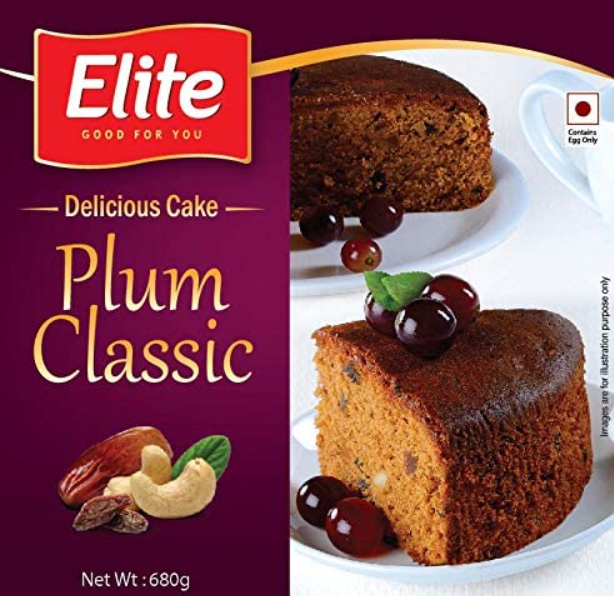 Elite
GOOD FOR YOU
Delicious Cake
Plum
Classic
Net Wt : 680g
Contains
Egg Only
Images are for illustration purpose only